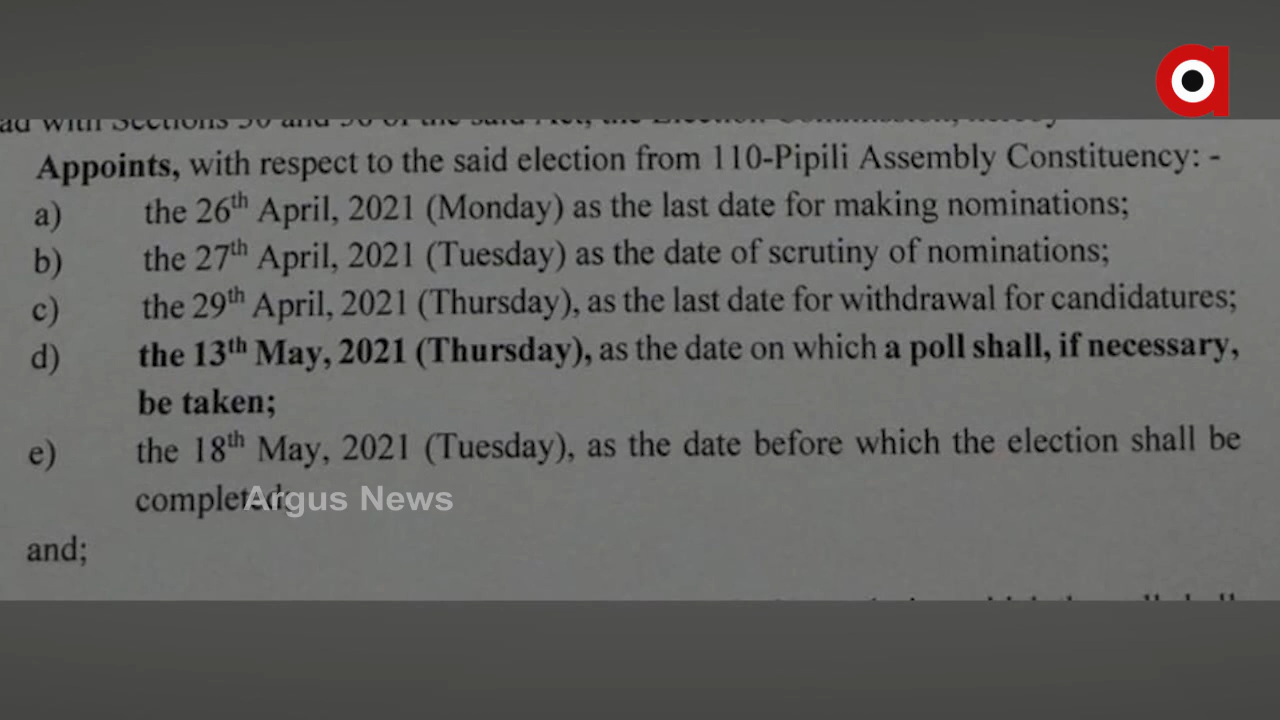 Appoints, with respect to the said election from 110-Pipili Assembly Constituency: -
a) the 26th April, 2021 (Monday) as the last date for making nominations;
b) the 27th April, 2021 (Tuesday) as the date of scrutiny of nominations;
c) the 29th April, 2021 (Thursday), as the last date for withdrawal for candidatures;
d) the 13th May, 2021 (Thursday), as the date on which a poll shall, if necessary,
be taken;
e) the 18th May, 2021 (Tuesday), as the date before which the election shall be
completed
Argus News
and;